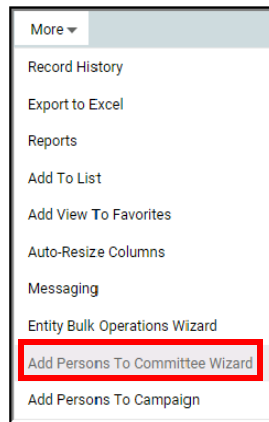 More
Record History
Export to Excel
Reports
Add To List
Add View To Favorites
Auto-Resize Columns
Messaging
Entity Bulk Operations Wizard
Add Persons To Committee Wizard
Add Persons To Campaign